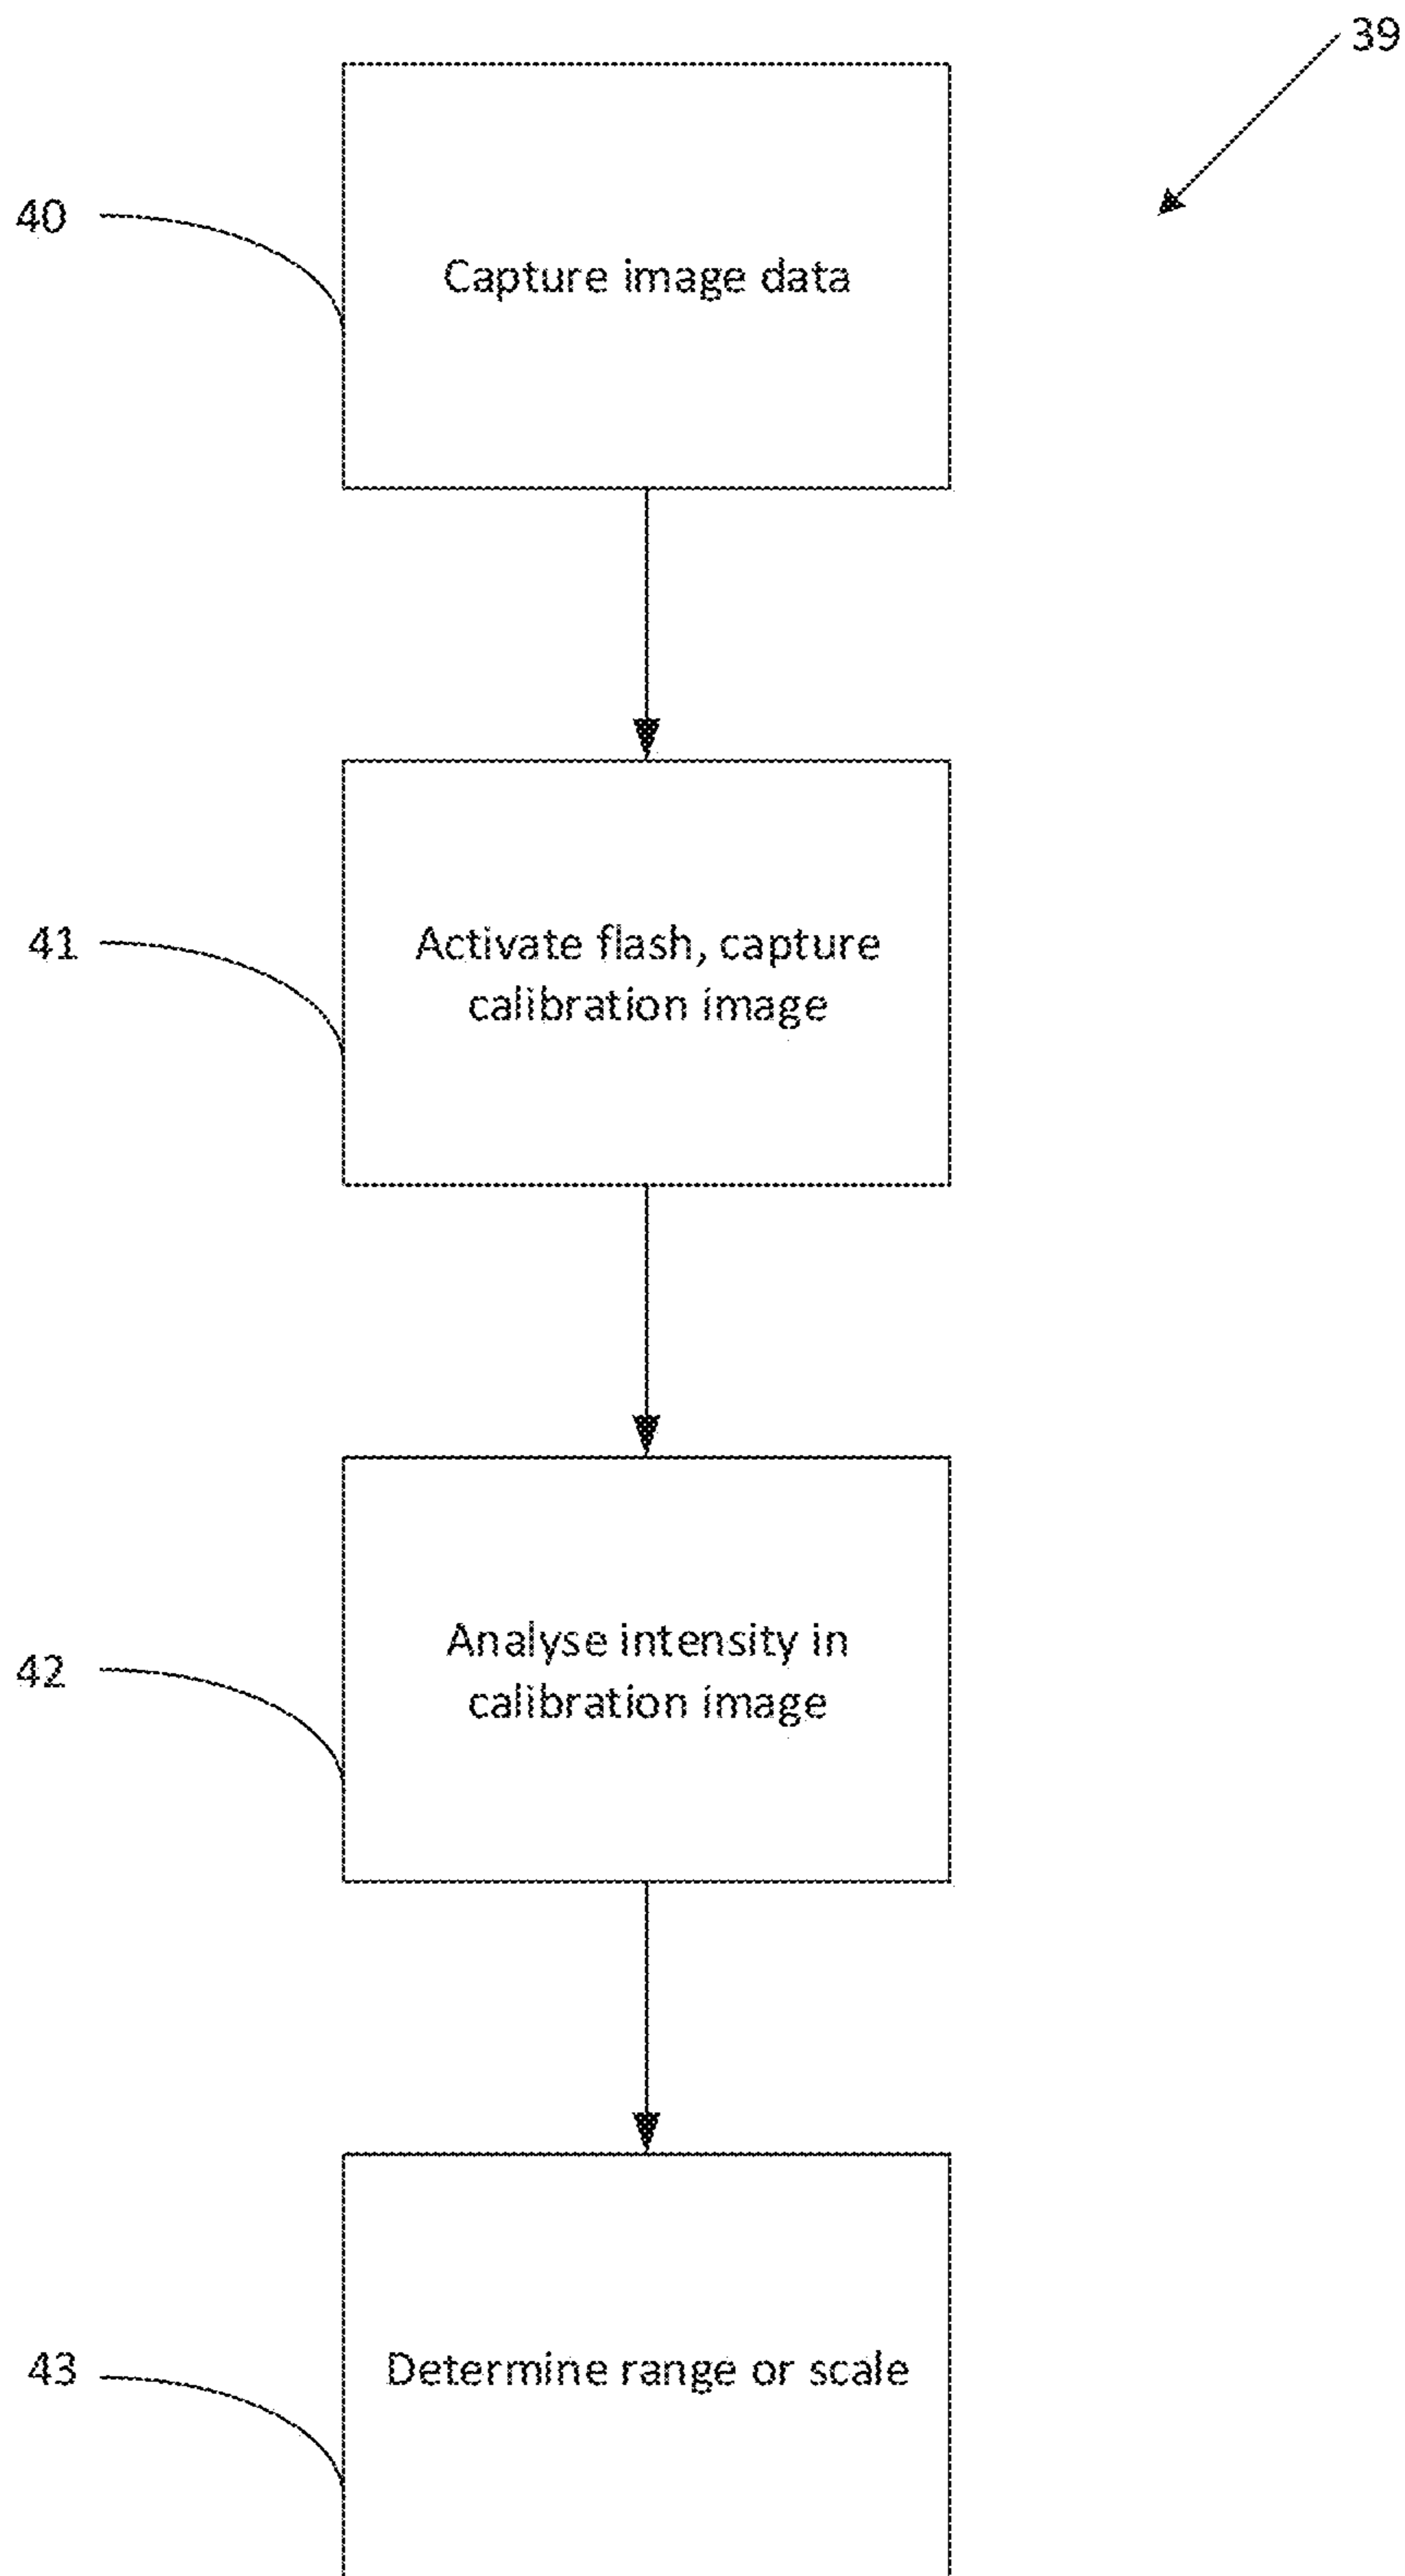 39
40
Capture image data
41
Activate flash, capture
calibration image
42
Analyse intensity in
calibration image
43
Determine range or scale